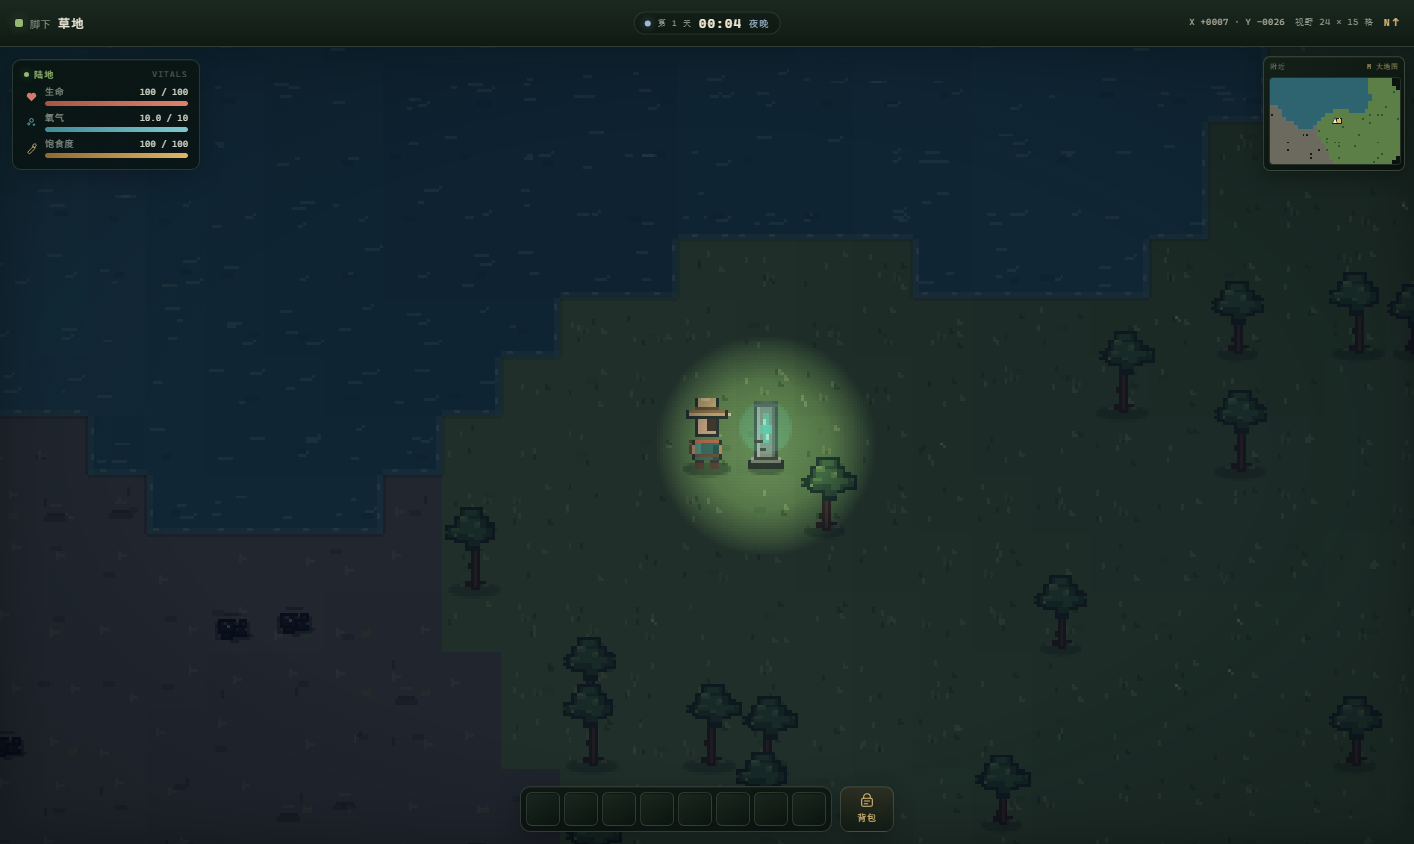 脚下 草地
第 1 天 00:04 夜晚
X +0007 · Y -0026 视野 24 × 15 格 N↑
陆地 VITALS
生命 100 / 100
氧气 10.0 / 10
饱食度 100 / 100
附近 M 大地图
背包